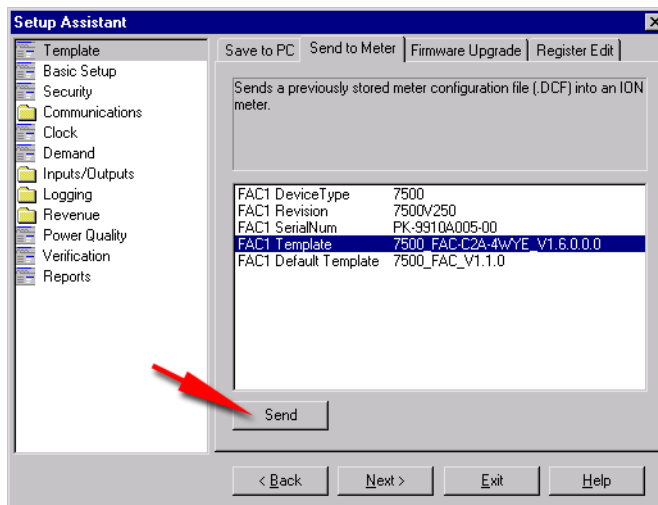 Setup Assistant
Template
Basic Setup
Security
Communications
Clock
Demand
Inputs/Outputs
Logging
Revenue
Power Quality
Verification
Reports
Save to PC Send to Meter Firmware Upgrade Register Edit
Sends a previously stored meter configuration file (.DCF) into an ION
meter.
FAC1 DeviceType 7500
FAC1 Revision 7500V250
FAC1 SerialNum PK-9910A005-00
FAC1 Template 7500_FAC-C2A-4WYE_V1.6.0.0.0
FAC1 Default Template 7500_FAC_V1.1.0
Send
< Back Next > Exit Help